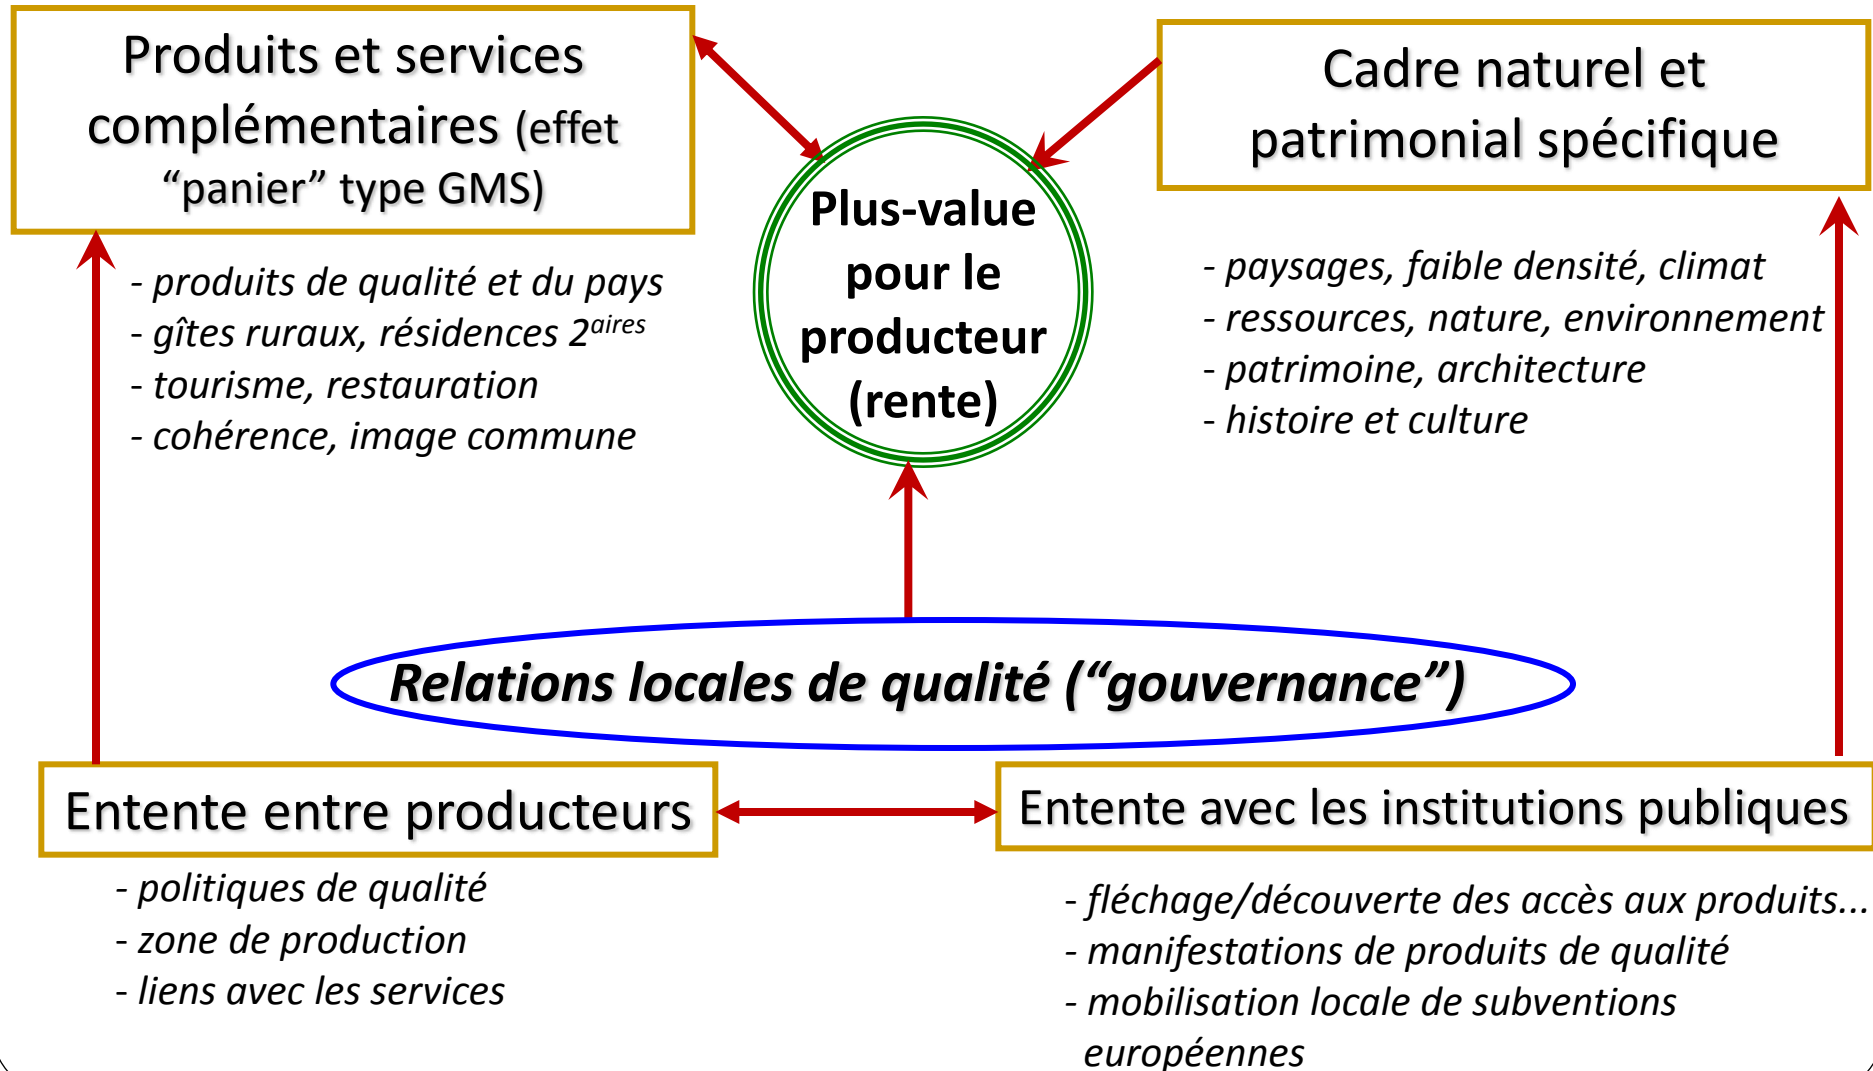 Produits et services
complémentaires (effet
“panier” type GMS)
- produits de qualité et du pays
- gîtes ruraux, résidences 2aires
- tourisme, restauration
- cohérence, image commune
Plus-value
pour le
producteur
(rente)
Cadre naturel et
patrimonial spécifique
- paysages, faible densité, climat
- ressources, nature, environnement
- patrimoine, architecture
- histoire et culture
Relations locales de qualité (“gouvernance”)
Entente entre producteurs
- politiques de qualité
- zone de production
- liens avec les services
Entente avec les institutions publiques
- fléchage/découverte des accès aux produits...
- manifestations de produits de qualité
- mobilisation locale de subventions
européennes